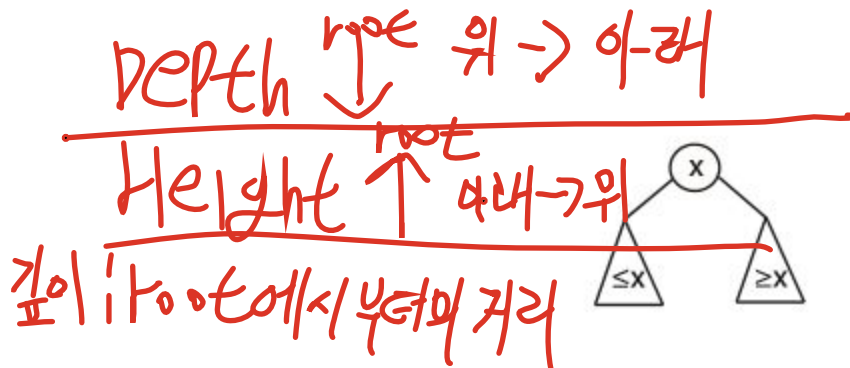 Depth root 위 -> 아래
Height root 아래 -> 위
x
≤x ≥x
깊이 : root에서 부터의 거리